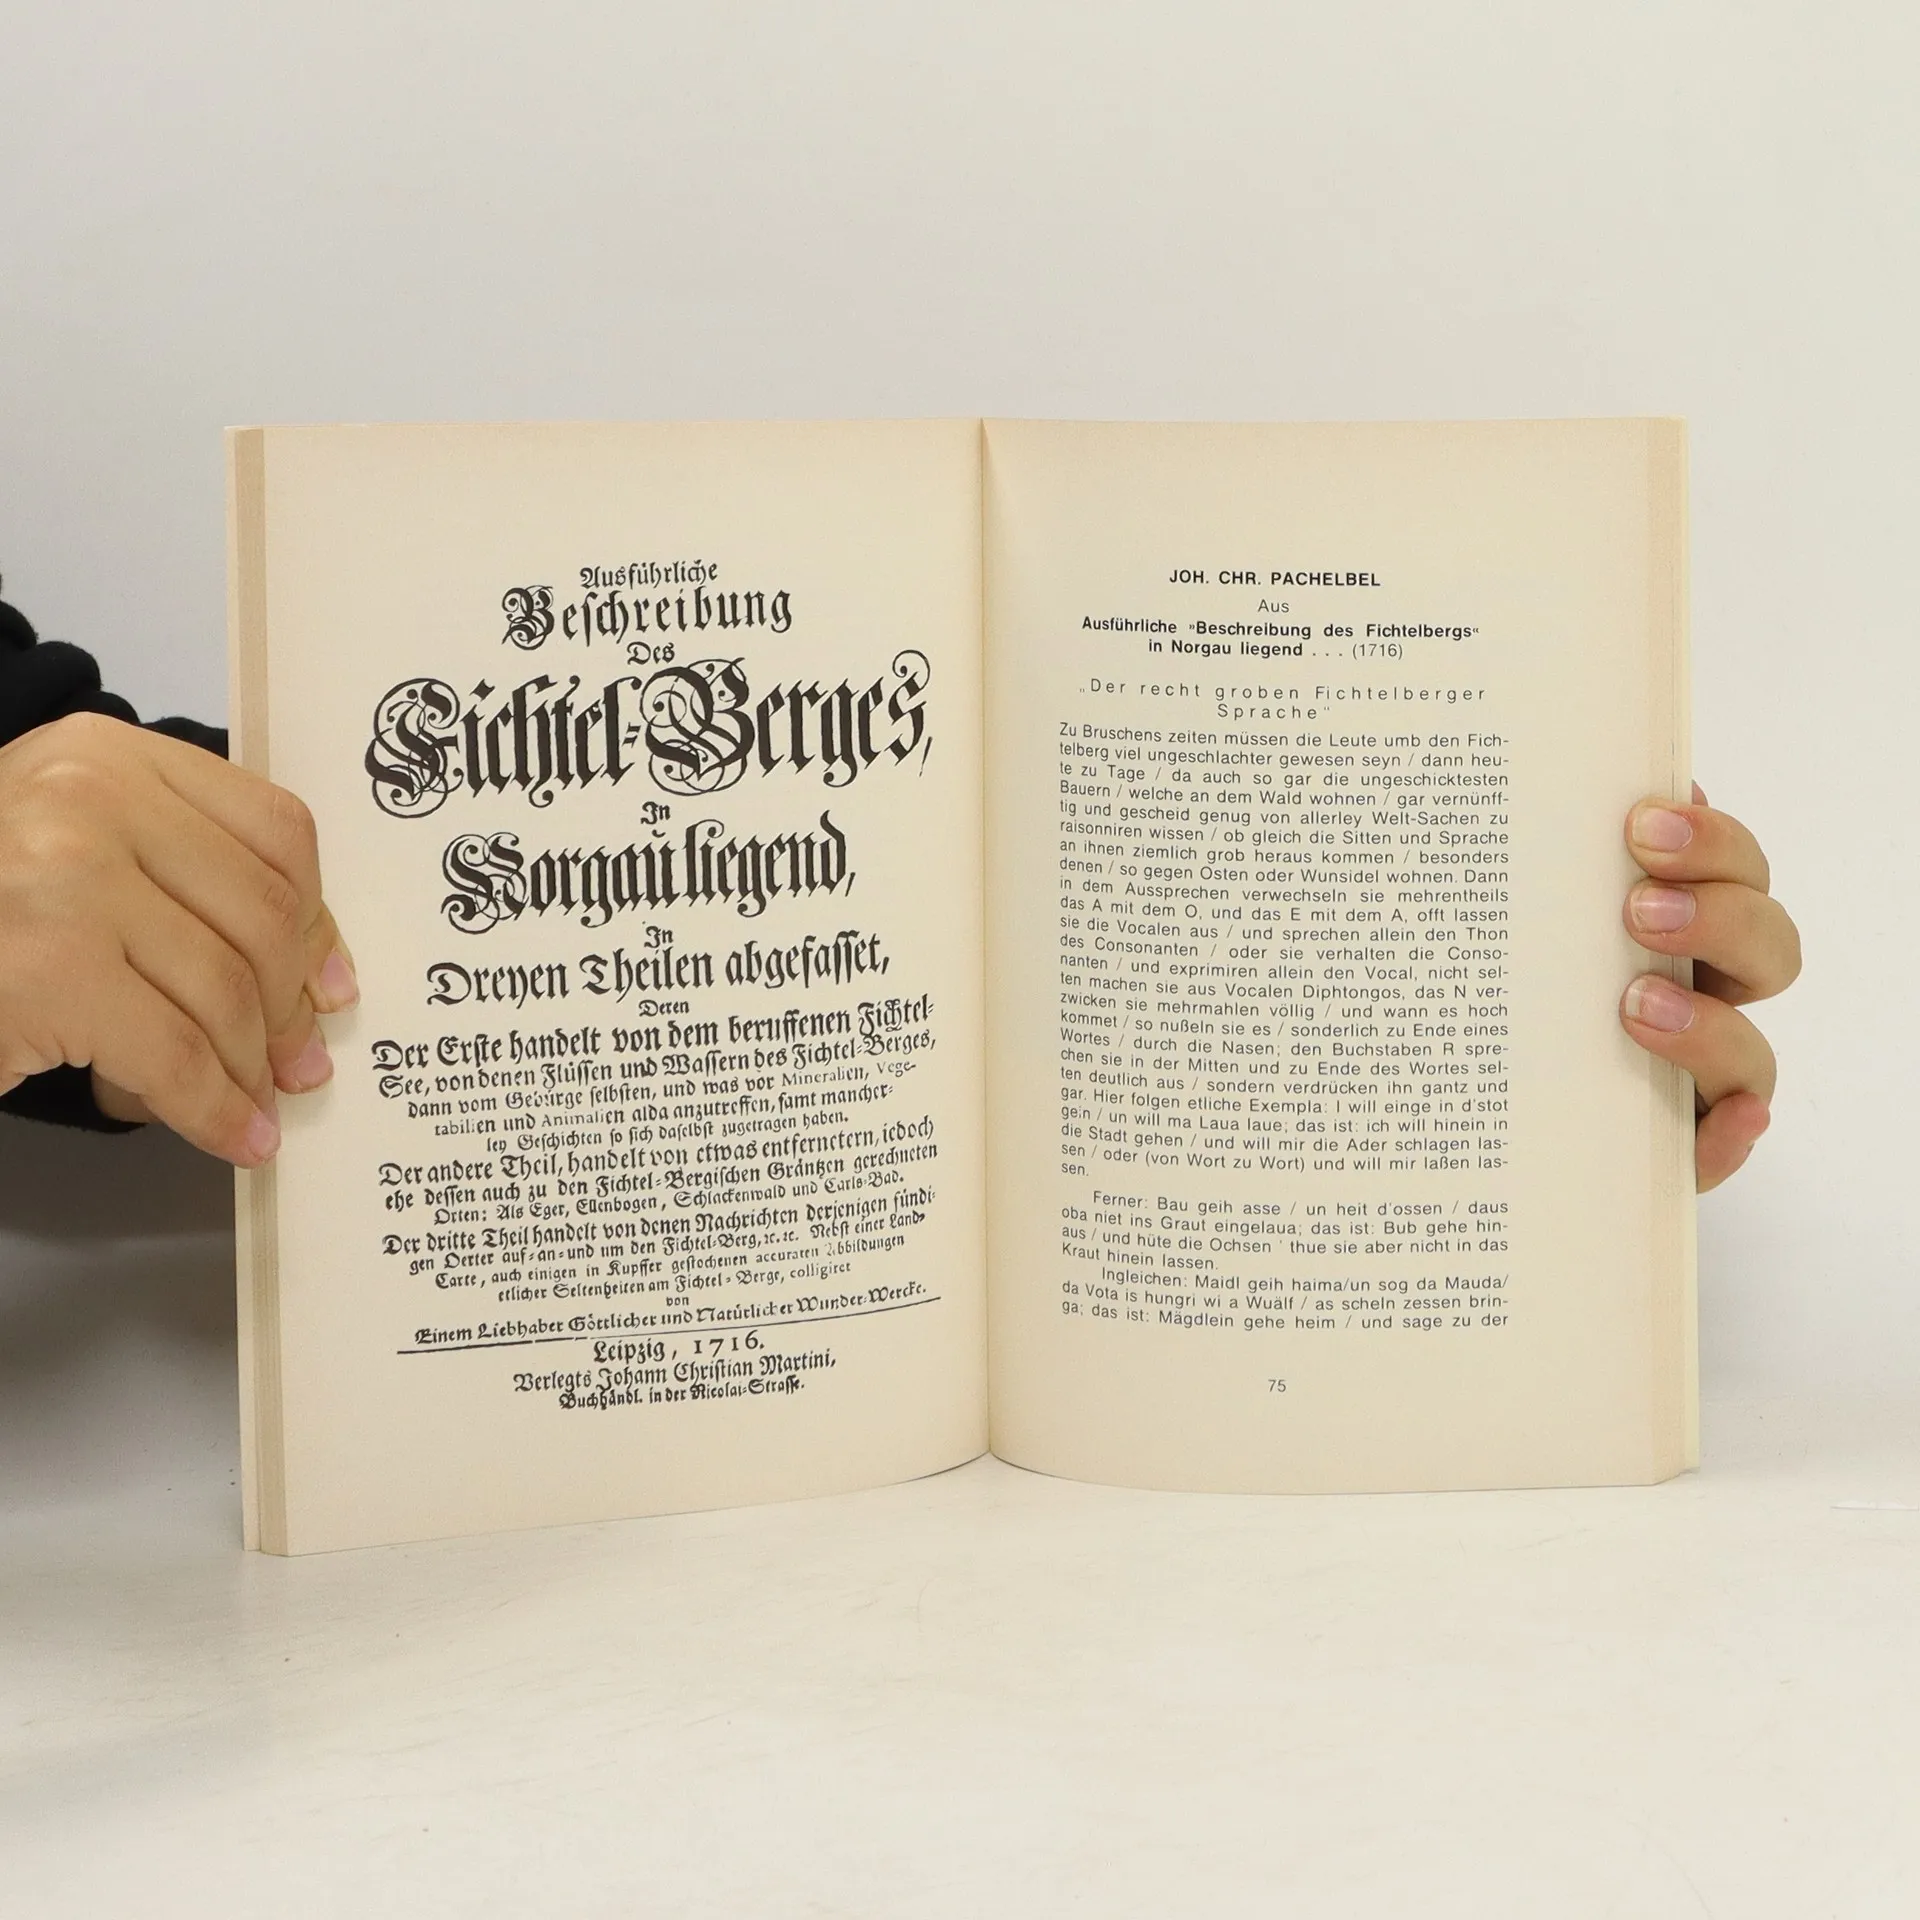 Ausführliche
Beschreibung
Des
Fichtel-Berges,
In
Norgau liegend,
In
Dreyen Theilen abgefasset,
Deren
Der Erste handelt von dem beruffenen Fichtel-
See, von denen Flüssen und Wassern des Fichtel-Berges,
dann vom Gebürge selbsten, und was vor Mineralien, Vege-
tabilien und Animalien alda anzutreffen, samt mancher-
ley Geschichten so sich daselbst zugetragen haben.
Der andere Theil, handelt von etwas entfernetern, jedoch
ehe dessen auch zu den Fichtel-Bergischen Gräntzen gerechneten
Orten: Als Eger, Ellenbogen, Schlackenwald und Carls-Bad.
Der dritte Theil handelt von denen Nachrichten derjenigen fündi-
gen Oerter auf-an-und um den Fichtel-Berg, ꝛc. ꝛc. Nebst einer Land-
Carte, auch einigen in Kupffer gestochenen accuraten Abbildungen
etlicher Seltenheiten am Fichtel-Berge, colligiret
von
Einem Liebhaber Göttlicher und Natürlicher Wunder-Wercke.
Leipzig, 1716.
Verlegts Johann Christian Martini,
Buchhändl. in der Nicolai-Strasse.
JOH. CHR. PACHELBEL
Aus
Ausführliche »Beschreibung des Fichtelbergs«
in Norgau liegend . . . (1716)
„Der recht groben Fichtelberger
Sprache"
Zu Bruschens zeiten müssen die Leute umb den Fich-
telberg viel ungeschlachter gewesen seyn / dann heu-
te zu Tage / da auch so gar die ungeschicktesten
Bauern / welche an dem Wald wohnen / gar vernünff-
tig und gescheid genug von allerley Welt-Sachen zu
raisonniren wissen / ob gleich die Sitten und Sprache
an ihnen ziemlich grob heraus kommen / besonders
denen / so gegen Osten oder Wunsidel wohnen. Dann
in dem Aussprechen verwechseln sie mehrentheils
das A mit dem O, und das E mit dem A, offt lassen
sie die Vocalen aus / und sprechen allein den Thon
des Consonanten / oder sie verhalten die Conso-
nanten / und exprimiren allein den Vocal, nicht sel-
ten machen sie aus Vocalen Diphtongos, das N ver-
zwicken sie mehrmahlen völlig / und wann es hoch
kommet / so nußeln sie es / sonderlich zu Ende eines
Wortes / durch die Nasen; den Buchstaben R spre-
chen sie in der Mitten und zu Ende des Wortes sel-
ten deutlich aus / sondern verdrücken ihn gantz und
gar. Hier folgen etliche Exempla: I will einge in d'stot
gein / un will ma Laua laue; das ist: ich will hinein in
die Stadt gehen / und will mir die Ader schlagen las-
sen / oder (von Wort zu Wort) und will mir laßen las-
sen.
Ferner: Bau geih asse / un heit d'ossen / daus
oba niet ins Graut eingelaua; das ist: Bub gehe hin-
aus / und hüte die Ochsen ' thue sie aber nicht in das
Kraut hinein lassen.
Ingleichen: Maidl geih haima/un sog da Mauda/
da Vota is hungri wi a Wuälf / as scheln zessen brin-
ga; das ist: Mägdlein gehe heim / und sage zu der
75